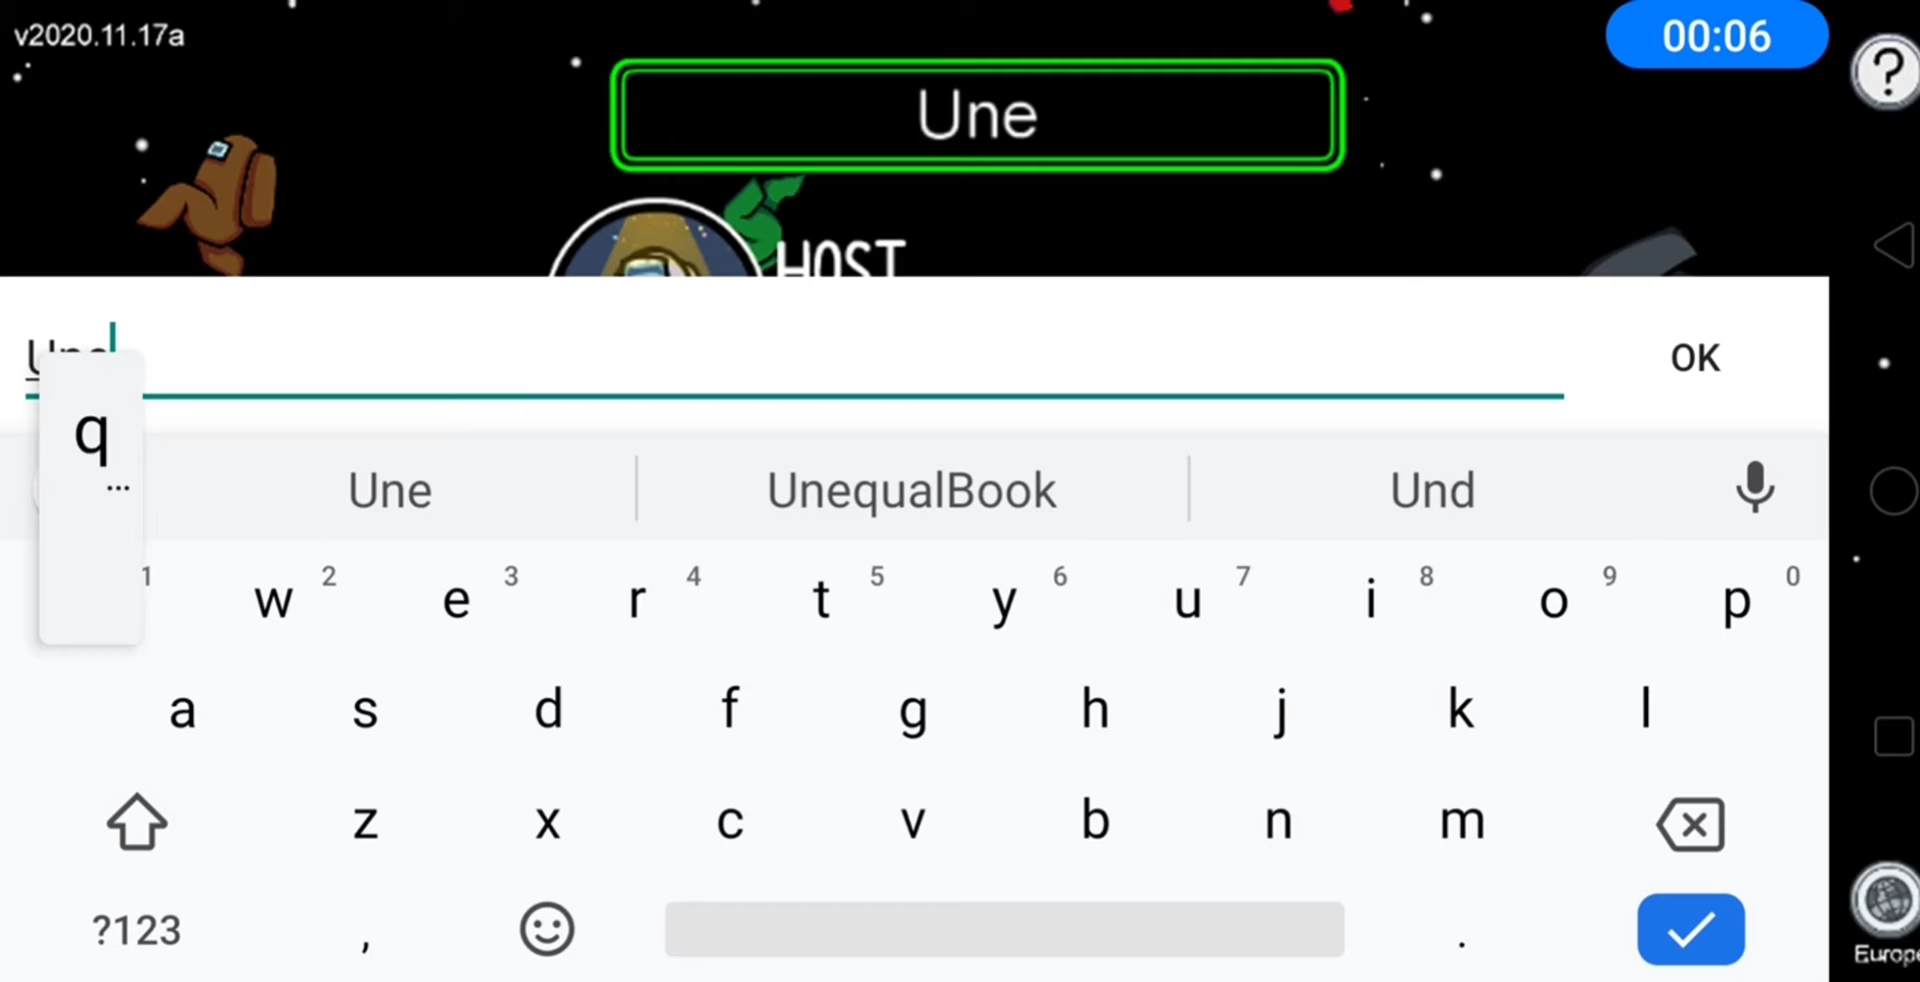 v2020.11.17a
00:06
?
Une
HOST
Une
OK
q
...
Une UnequalBook Und
1 w 2 e 3 r 4 t 5 y 6 u 7 i 8 o 9 p 0
a s d f g h j k l
z x c v b n m
?123 , .
Europe